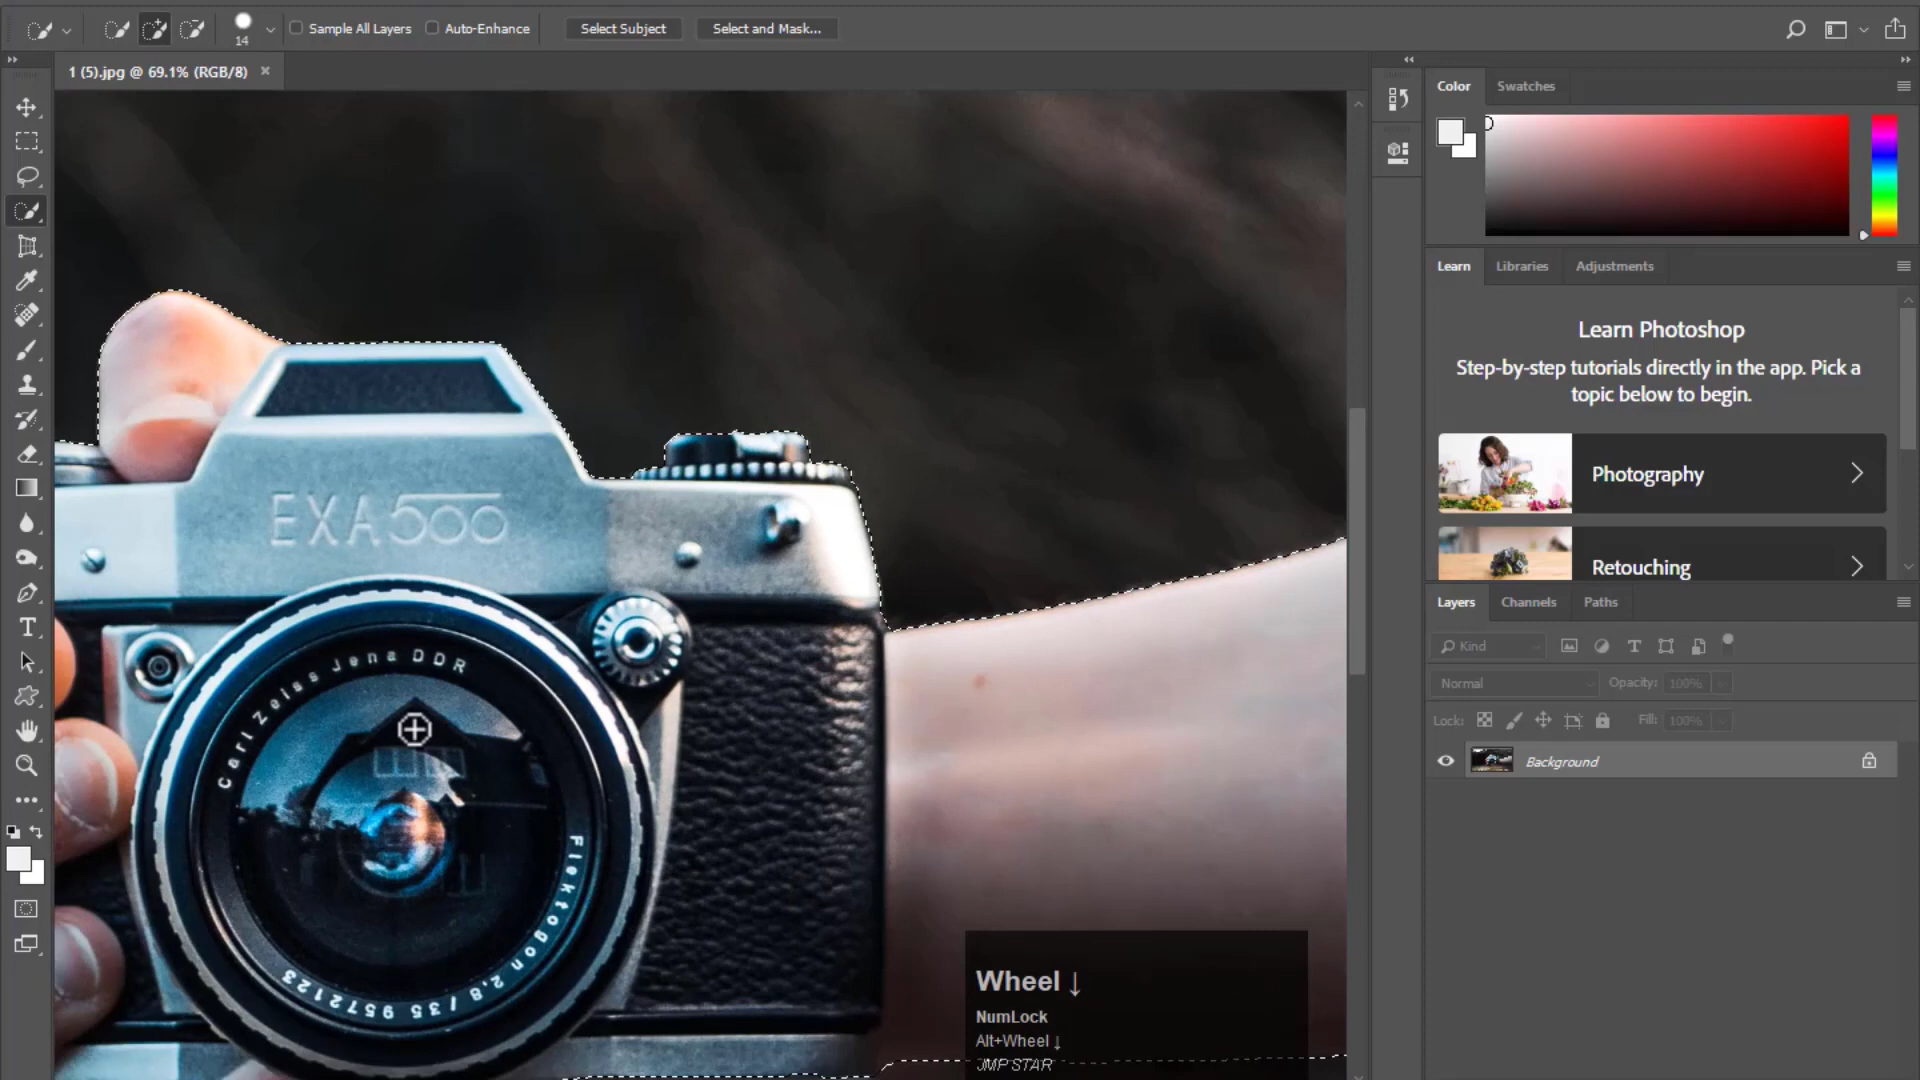 14
Sample All Layers
Auto-Enhance
Select Subject
Select and Mask...
1 (5).jpg @ 69.1% (RGB/8) ×
Color
Swatches
Learn
Libraries
Adjustments
Learn Photoshop
Step-by-step tutorials directly in the app. Pick a
topic below to begin.
Photography
Retouching
Layers
Channels
Paths
Kind
Normal
Opacity: 100%
Lock:
Fill: 100%
Background
EXA500
Carl Zeiss Jena DDR
Flektogon 2,8/35 9572123
Wheel ↓
NumLock
Alt+Wheel ↓
JMP STAR